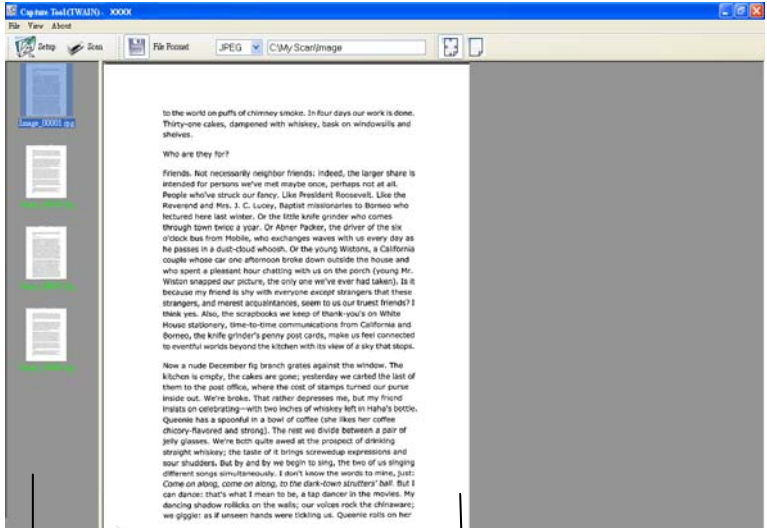 Capture Tool(TWAIN)- XXXX
File View About
Setup Scan File Format JPEG C:\My Scan\Image
Image_00001.jpg
to the world on puffs of chimney smoke. In four days our work is done.
Thirty-one cakes, dampened with whiskey, bask on windowsills and
shelves.
Who are they for?
Friends. Not necessarily neighbor friends: indeed, the larger share is
intended for persons we've met maybe once, perhaps not at all.
People who've struck our fancy. Like President Roosevelt. Like the
Reverend and Mrs. J. C. Lucey, Baptist missionaries to Borneo who
lectured here last winter. Or the little knife grinder who comes
through town twice a year. Or Abner Packer, the driver of the six
o'clock bus from Mobile, who exchanges waves with us every day as
he passes in a dust-cloud whoosh. Or the young Wistons, a California
couple whose car one afternoon broke down outside the house and
who spent a pleasant hour chatting with us on the porch (young Mr.
Wiston snapped our picture, the only one we've ever had taken). Is it
because my friend is shy with everyone except strangers that these
strangers, and merest acquaintances, seem to us our truest friends? I
think yes. Also, the scrapbooks we keep of thank-you's on White
House stationery, time-to-time communications from California and
Borneo, the knife grinder's penny post cards, make us feel connected
to eventful worlds beyond the kitchen with its view of a sky that stops.
Now a nude December fig branch grates against the window. The
kitchen is empty, the cakes are gone; yesterday we carted the last of
them to the post office, where the cost of stamps turned our purse
inside out. We're broke. That rather depresses me, but my friend
insists on celebrating—with two inches of whiskey left in Haha's bottle.
Queenie has a spoonful in a bowl of coffee (she likes her coffee
chicory-flavored and strong). The rest we divide between a pair of
jelly glasses. We're both quite awed at the prospect of drinking
straight whiskey; the taste of it brings screwedup expressions and
sour shudders. But by and by we begin to sing, the two of us singing
different songs simultaneously. I don't know the words to mine, just:
Come on along, come on along, to the dark-town strutters' ball. But I
can dance: that's what I mean to be, a tap dancer in the movies. My
dancing shadow rollicks on the walls; our voices rock the chinaware;
we giggle: as if unseen hands were tickling us. Queenie rolls on her